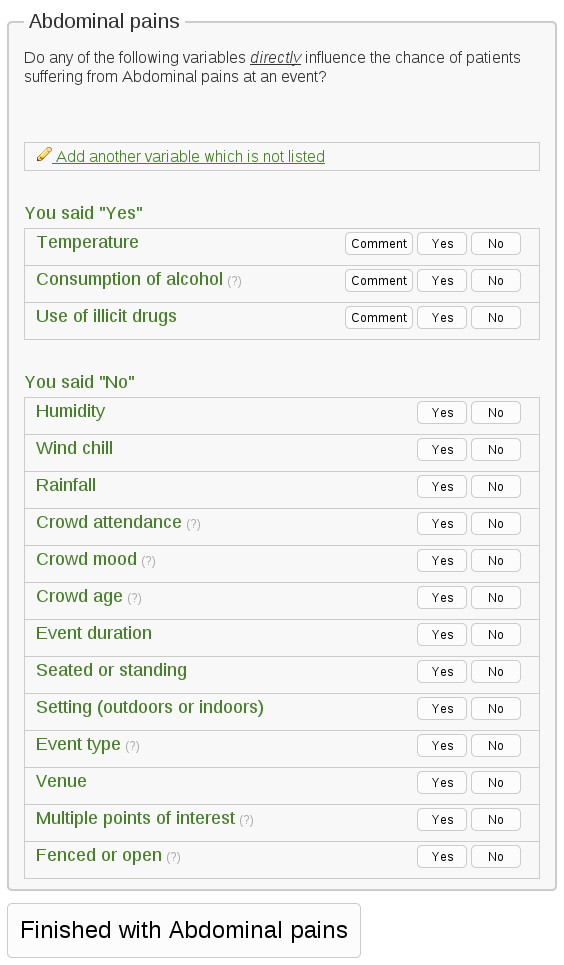 Abdominal pains
Do any of the following variables directly influence the chance of patients
suffering from Abdominal pains at an event?
Add another variable which is not listed
You said "Yes"
Temperature Comment Yes No
Consumption of alcohol (?) Comment Yes No
Use of illicit drugs Comment Yes No
You said "No"
Humidity Yes No
Wind chill Yes No
Rainfall Yes No
Crowd attendance (?) Yes No
Crowd mood (?) Yes No
Crowd age (?) Yes No
Event duration Yes No
Seated or standing Yes No
Setting (outdoors or indoors) Yes No
Event type (?) Yes No
Venue Yes No
Multiple points of interest (?) Yes No
Fenced or open (?) Yes No
Finished with Abdominal pains